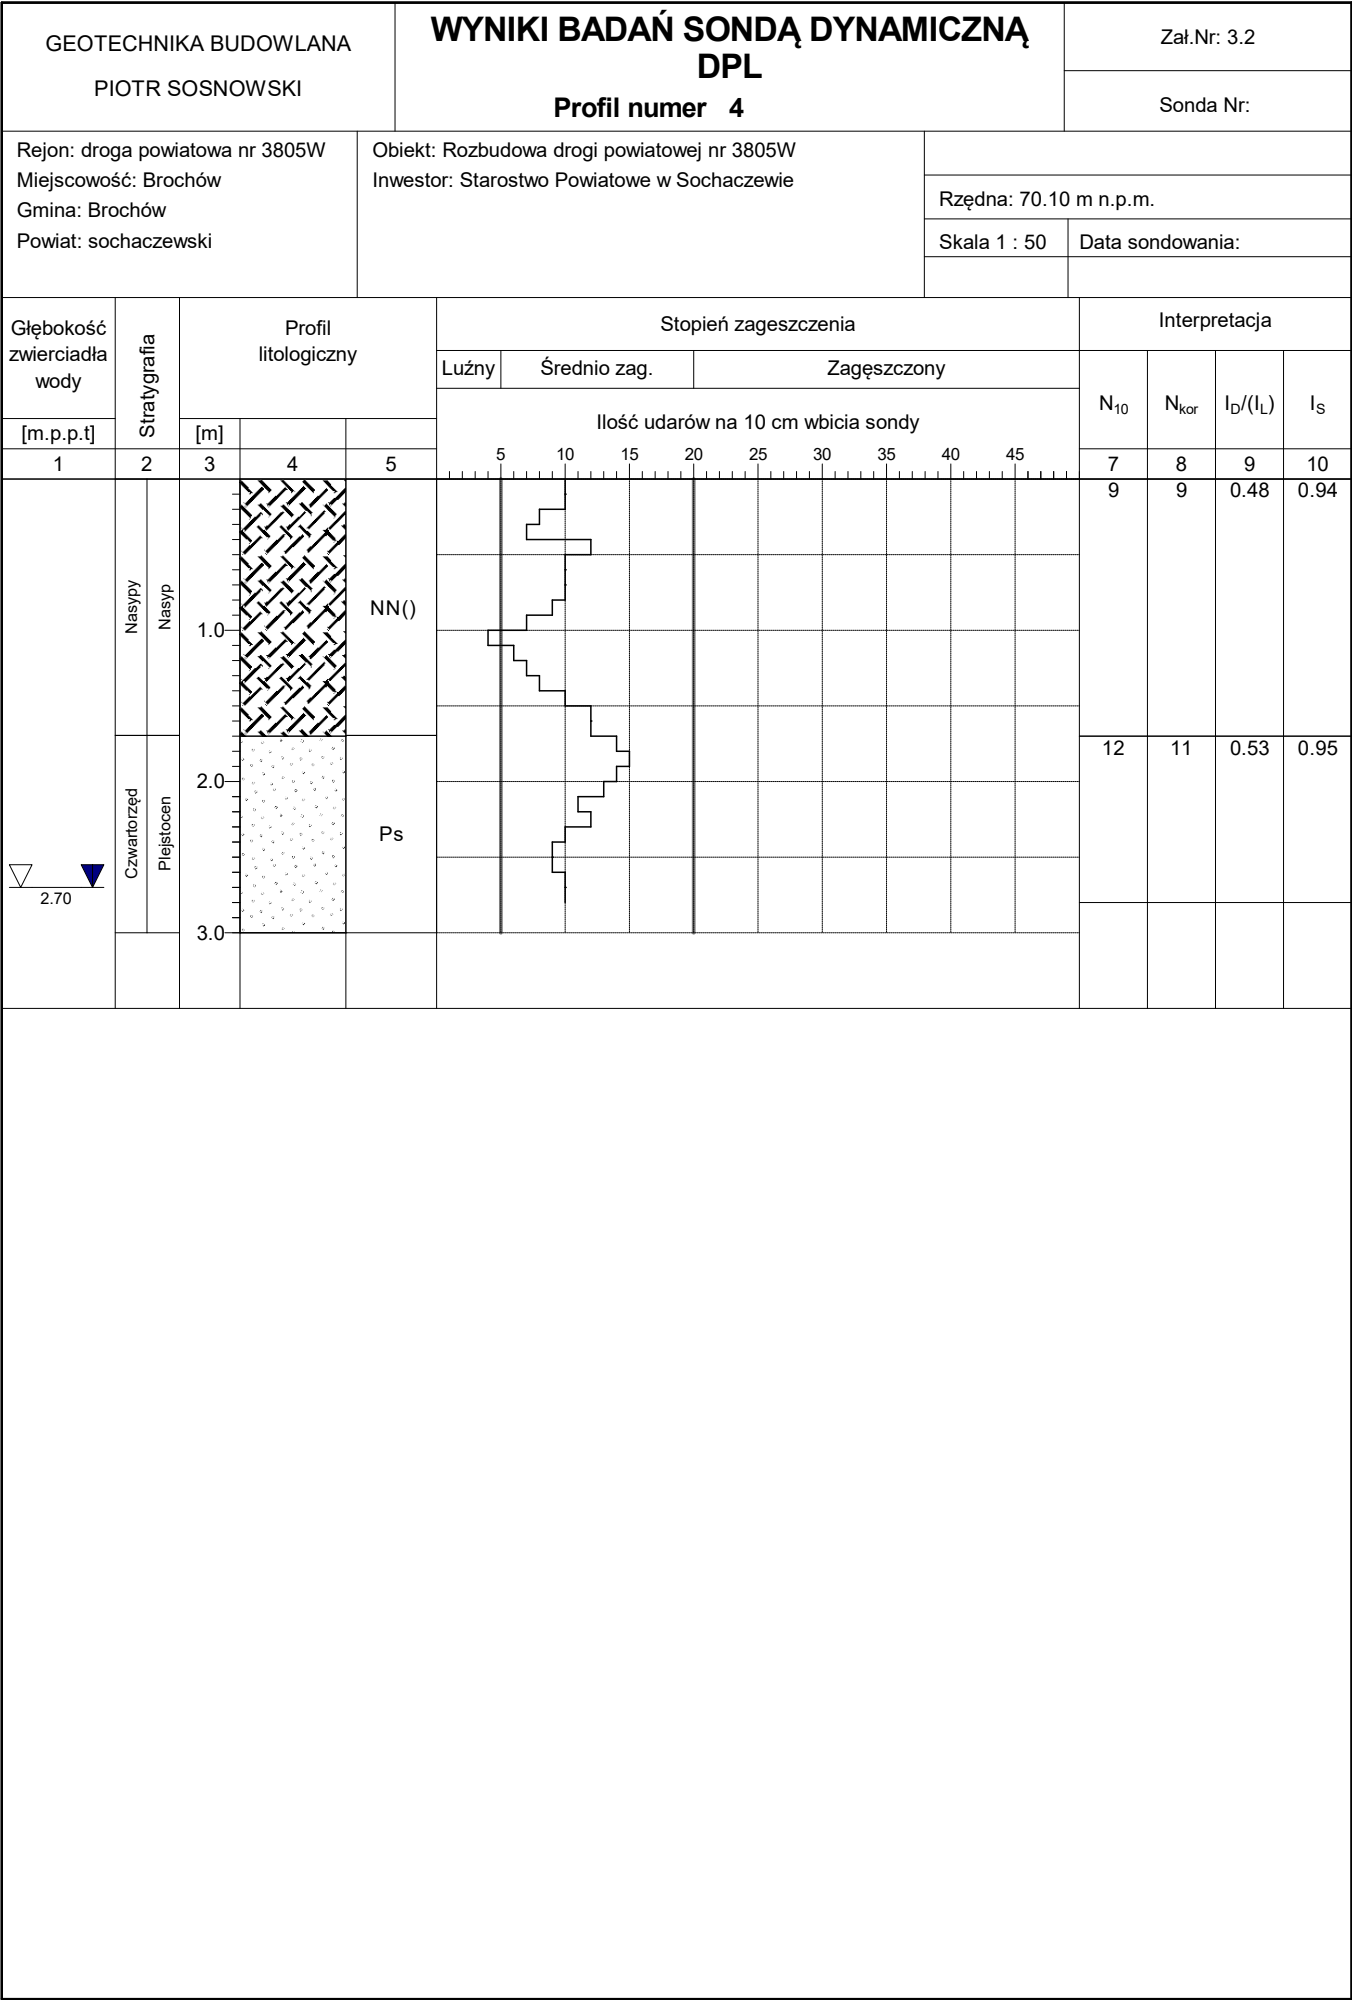 GEOTECHNIKA BUDOWLANA
PIOTR SOSNOWSKI
WYNIKI BADAŃ SONDĄ DYNAMICZNĄ
DPL
Profil numer 4
Zał.Nr: 3.2
Sonda Nr:
Rejon: droga powiatowa nr 3805W
Miejscowość: Brochów
Gmina: Brochów
Powiat: sochaczewski
Obiekt: Rozbudowa drogi powiatowej nr 3805W
Inwestor: Starostwo Powiatowe w Sochaczewie
Rzędna: 70.10 m n.p.m.
Skala 1 : 50
Data sondowania:
Głębokość
zwierciadła
wody
[m.p.p.t]
Stratygrafia
Profil
litologiczny
[m]
Stopień zageszczenia
Luźny
Średnio zag.
Zagęszczony
Ilość udarów na 10 cm wbicia sondy
5 10 15 20 25 30 35 40 45
Interpretacja
N10
Nkor
ID/(IL)
IS
1 2 3 4 5 7 8 9 10
9 9 0.48 0.94
Nasypy
Nasyp
NN()
1.0
12 11 0.53 0.95
2.0
Czwartorzęd
Plejstocen
Ps
2.70
3.0